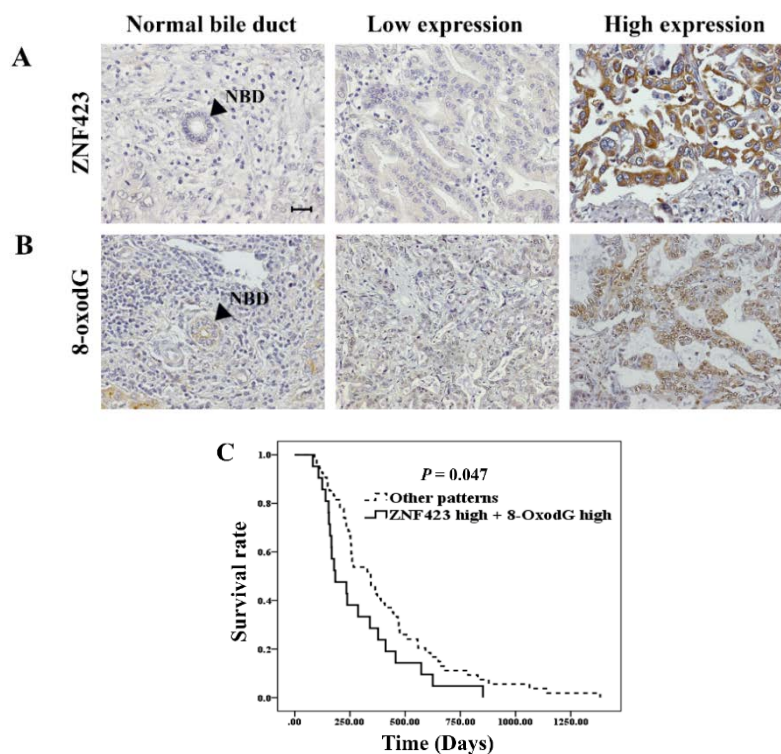 Normal bile duct Low expression High expression
A
ZNF423
NBD
B
8-oxodG
NBD
C
P = 0.047
Other patterns
ZNF423 high + 8-OxodG high
Survival rate
1.0
0.8
0.6
0.4
0.2
0.0
.00 250.00 500.00 750.00 1000.00 1250.00
Time (Days)